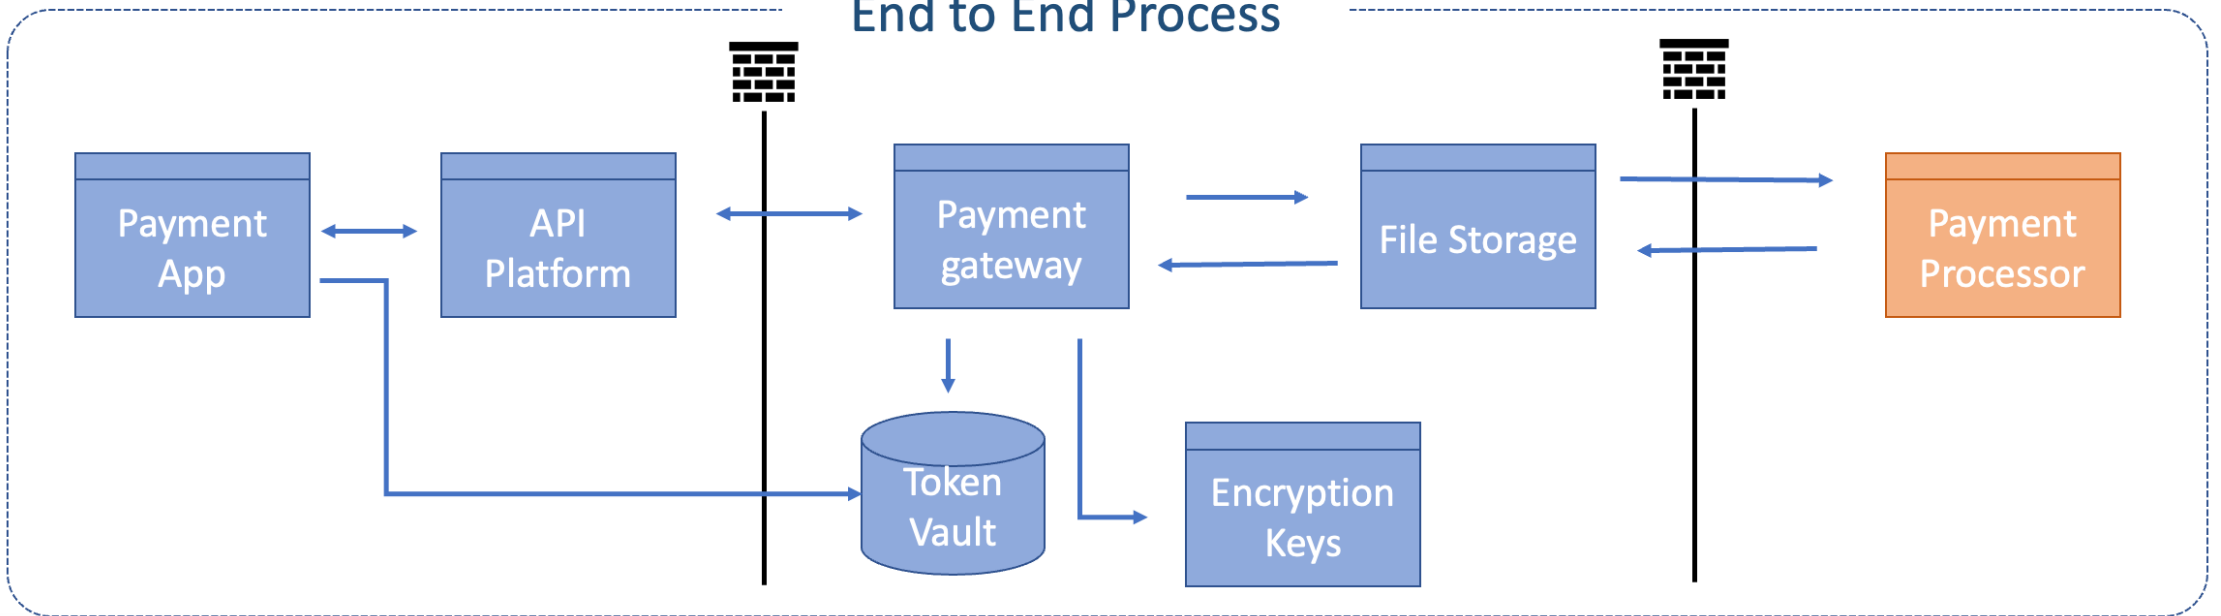 End to End Process
Payment
App
API
Platform
Payment
gateway
File Storage
Payment
Processor
Token
Vault
Encryption
Keys